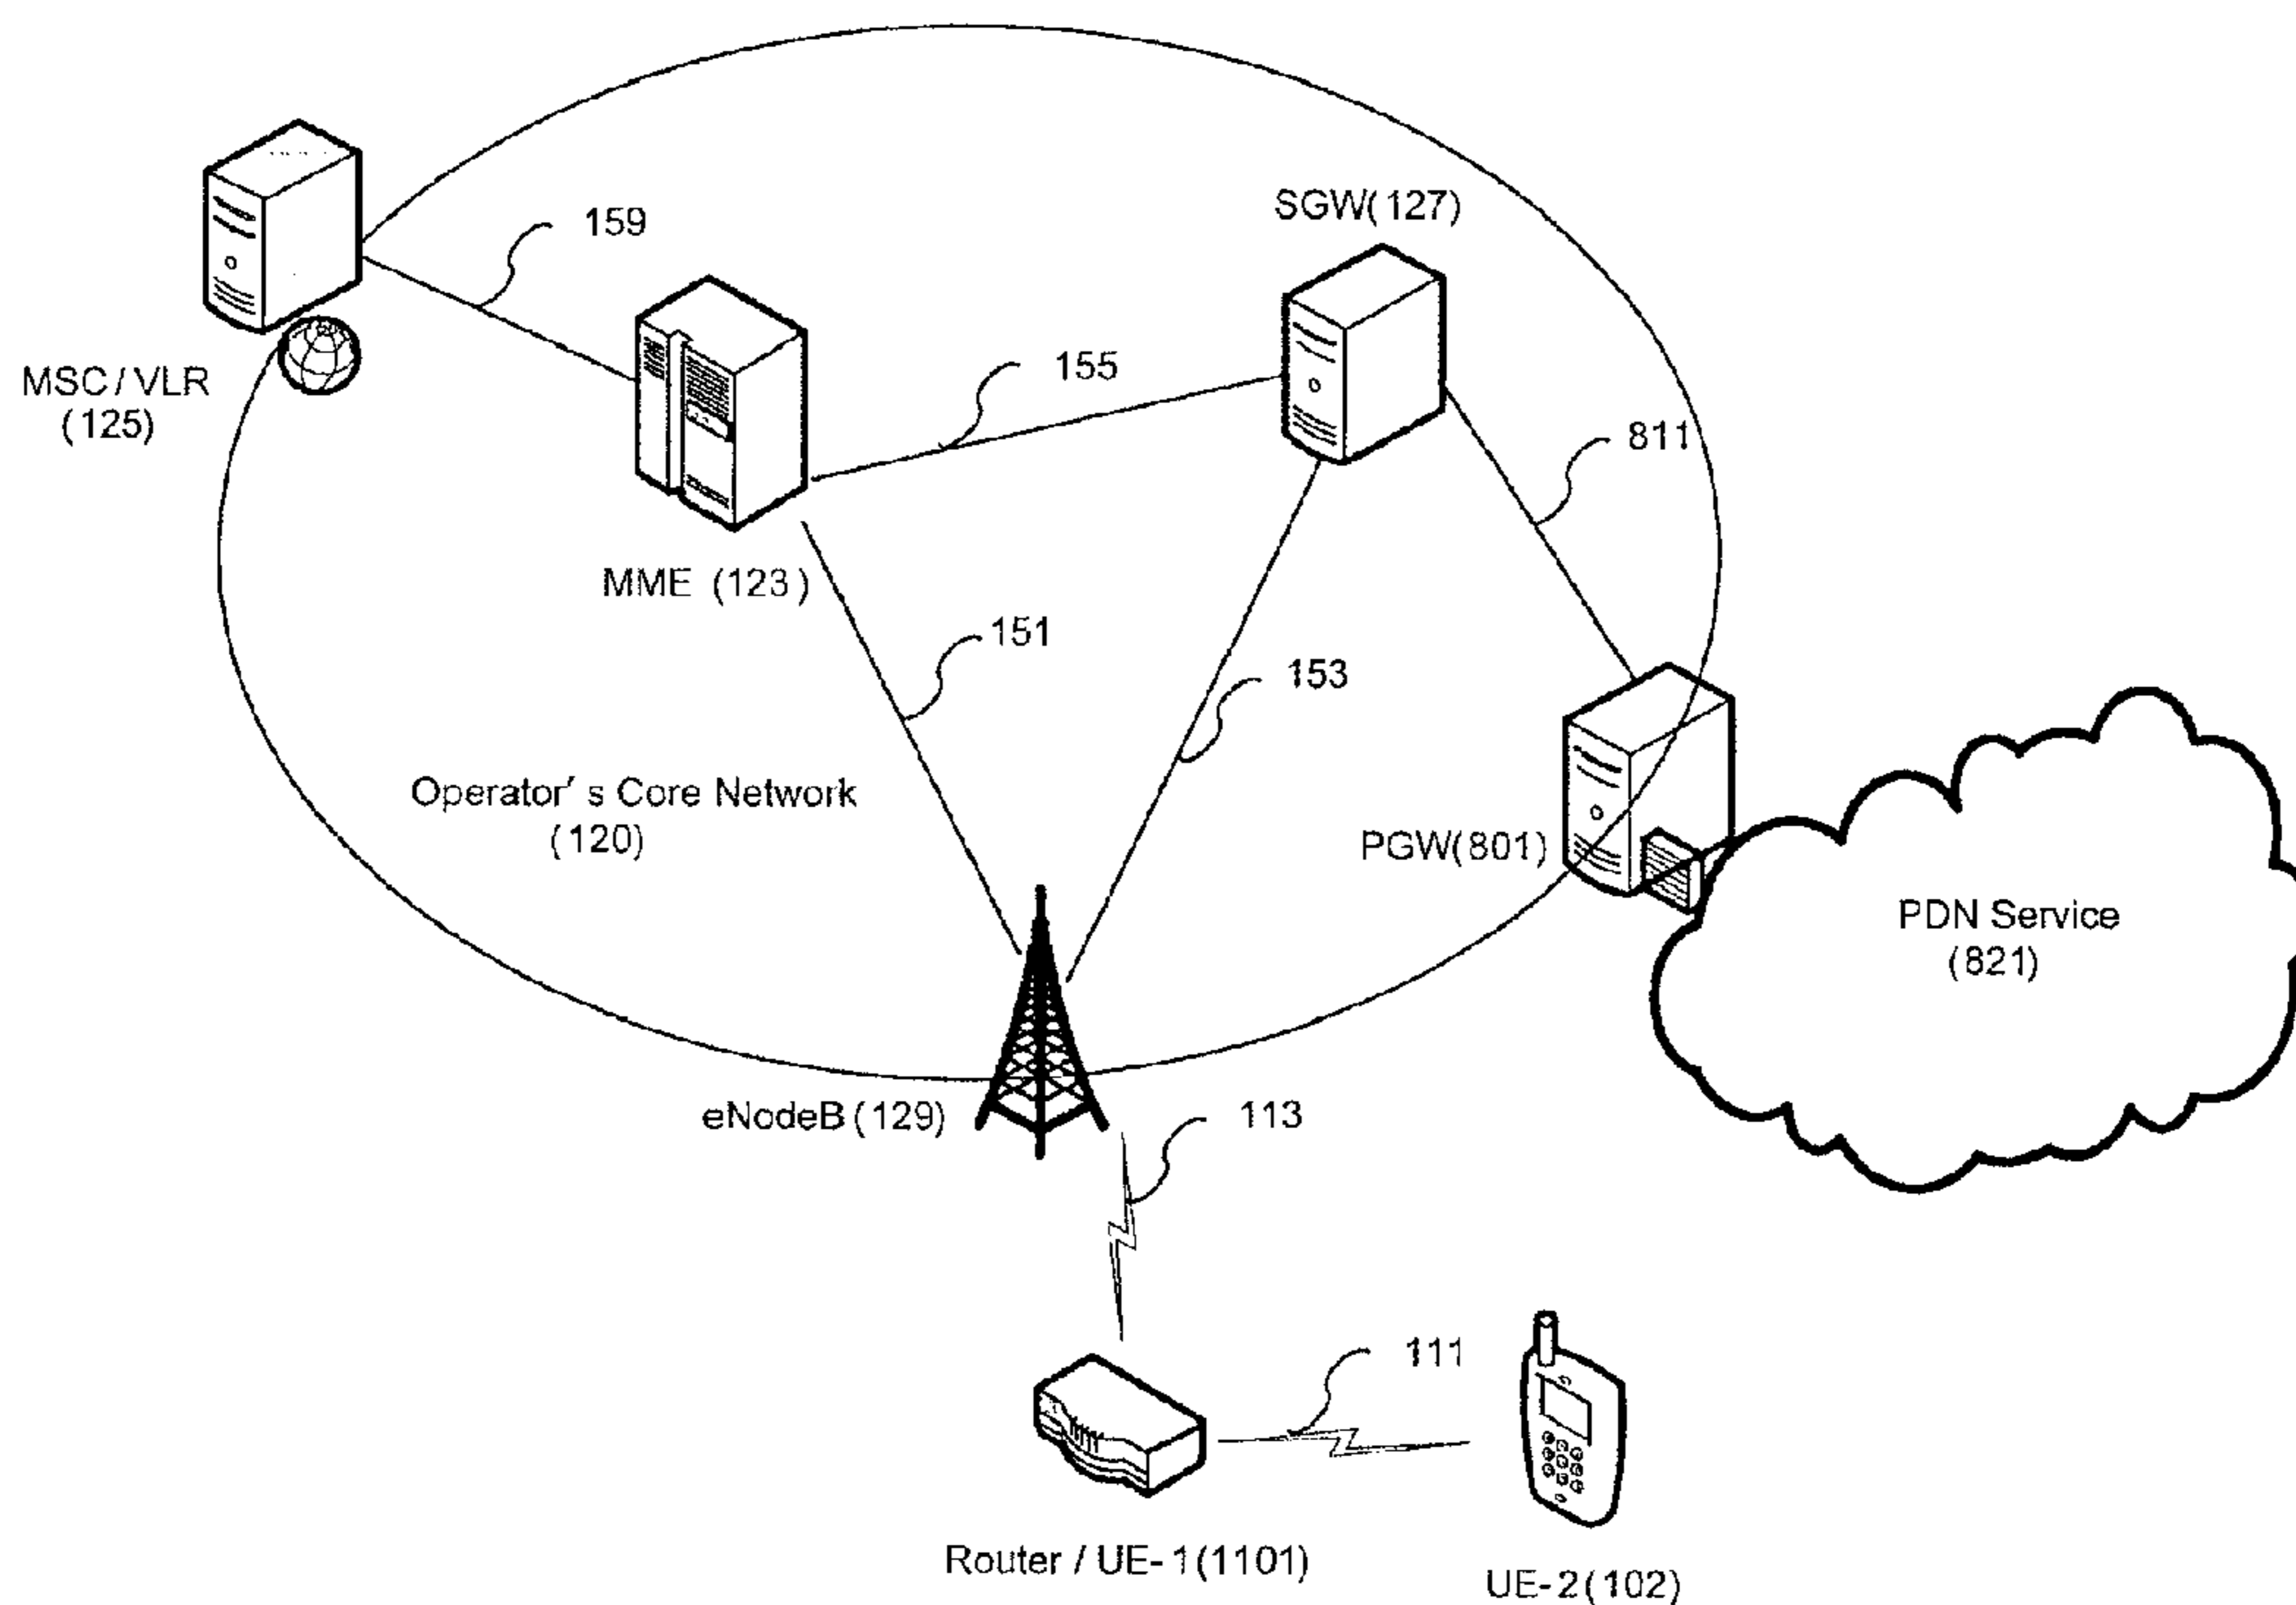 159
SGW(127)
MSC/VLR
(125)
155
811
MME (123)
151
153
Operator's Core Network
(120)
PGW(801)
PDN Service
(821)
eNodeB(129)
113
111
Router / UE-1(1101)
UE-2(102)